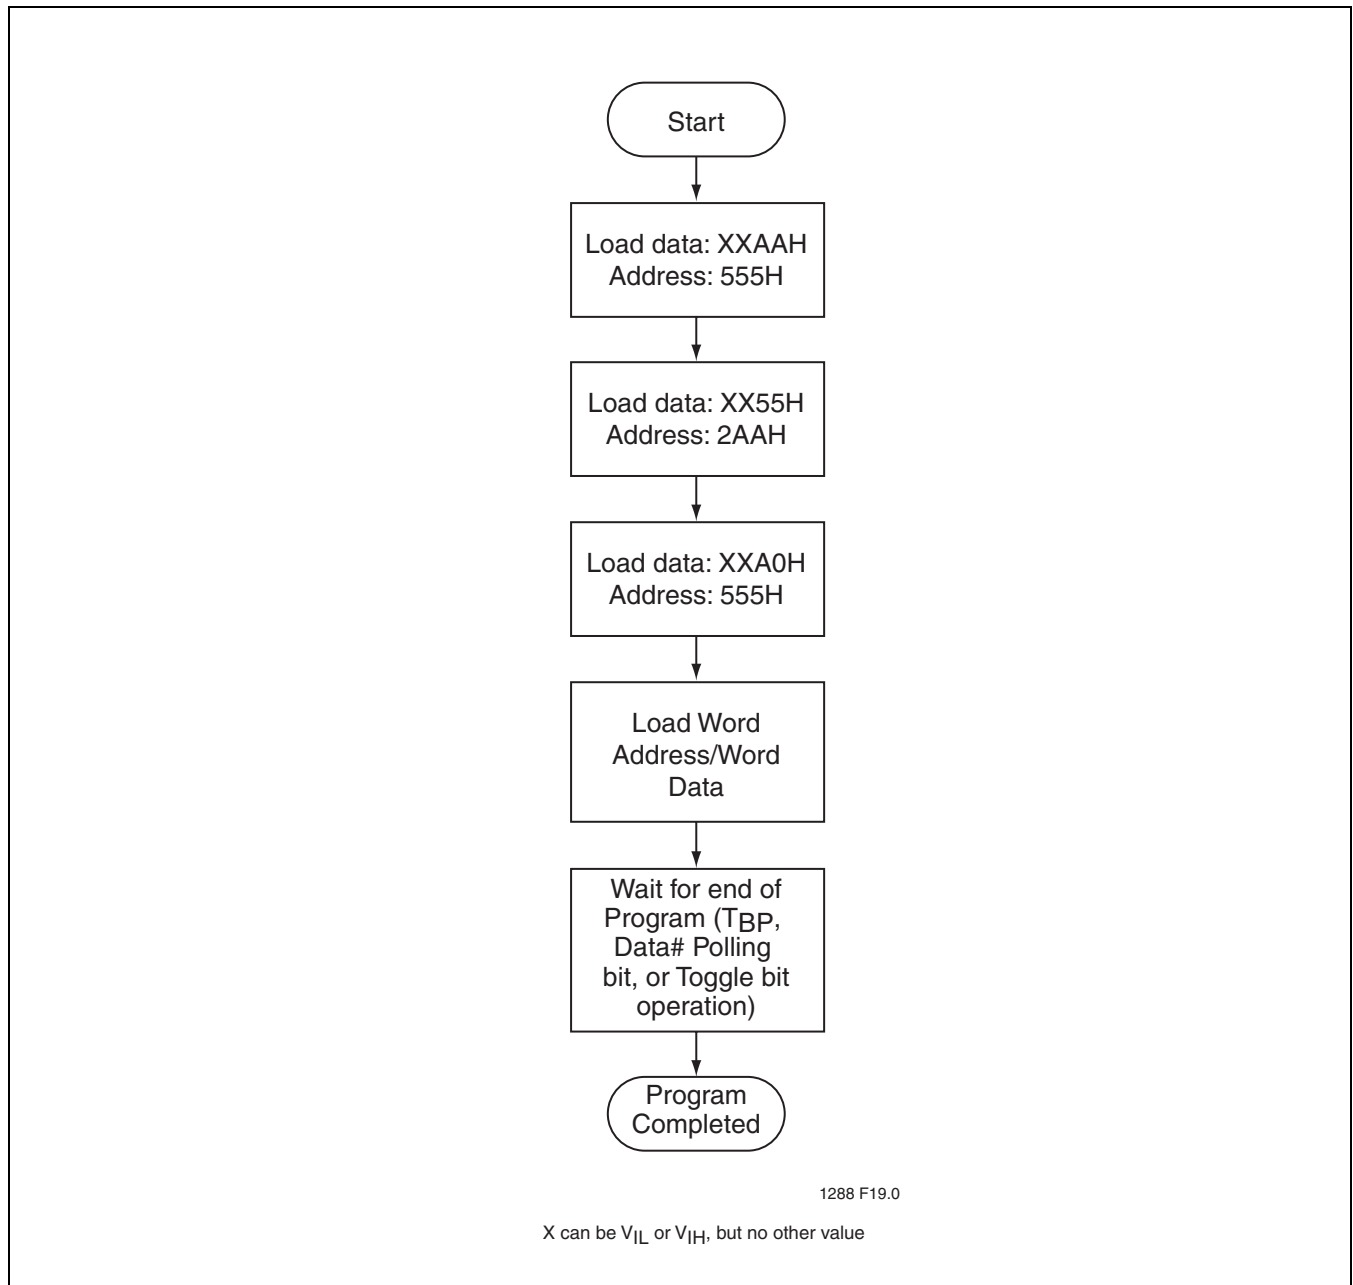 Start
Load data: XXAAH
Address: 555H
Load data: XX55H
Address: 2AAH
Load data: XXA0H
Address: 555H
Load Word
Address/Word
Data
Wait for end of
Program (TBP,
Data# Polling
bit, or Toggle bit
operation)
Program
Completed
1288 F19.0
X can be VIL or VIH, but no other value